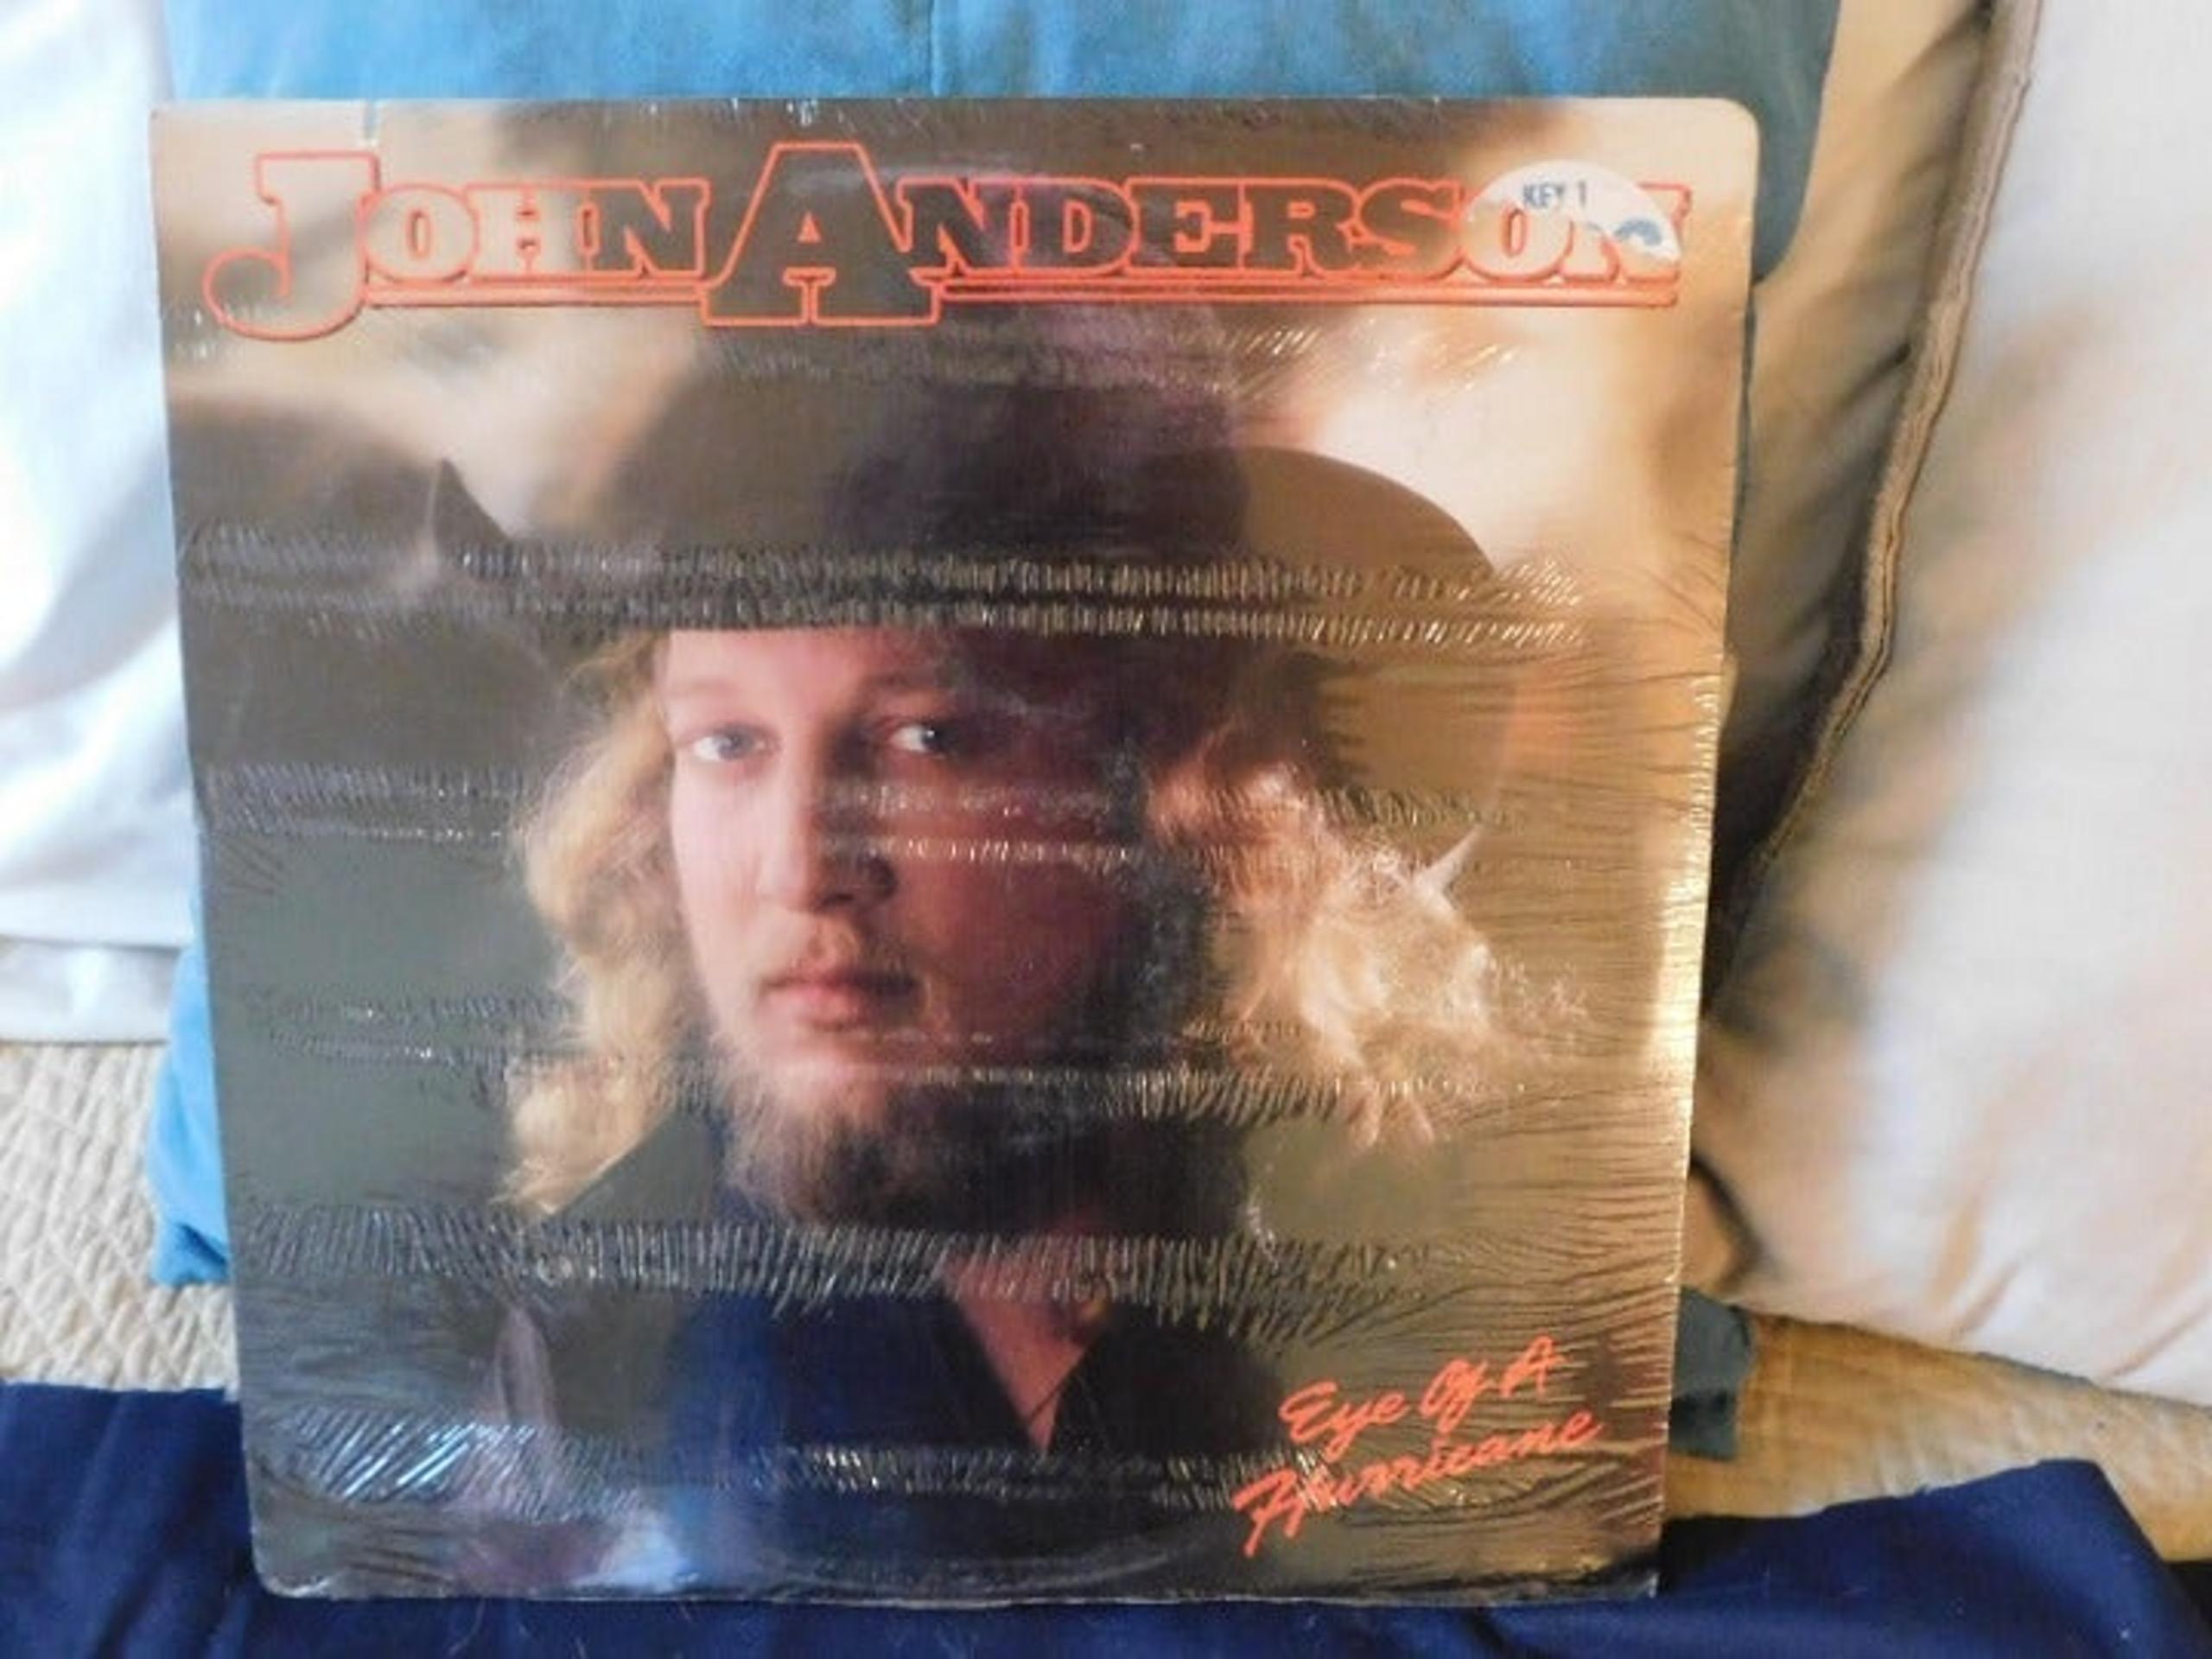 JOHN ANDERSON
KEY 1
Eye Of A
Hurricane